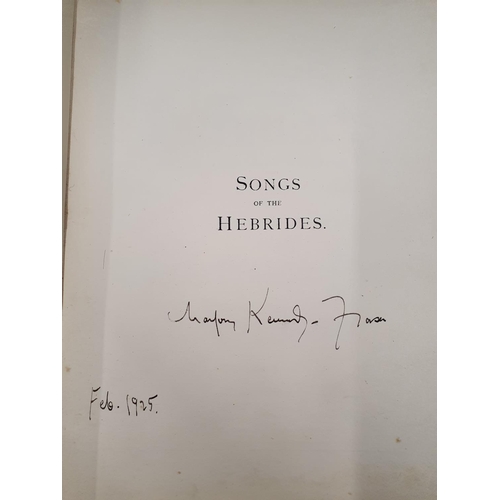 SONGS
OF THE
HEBRIDES.
Marjory Kennedy-Fraser
Feb. 1925.